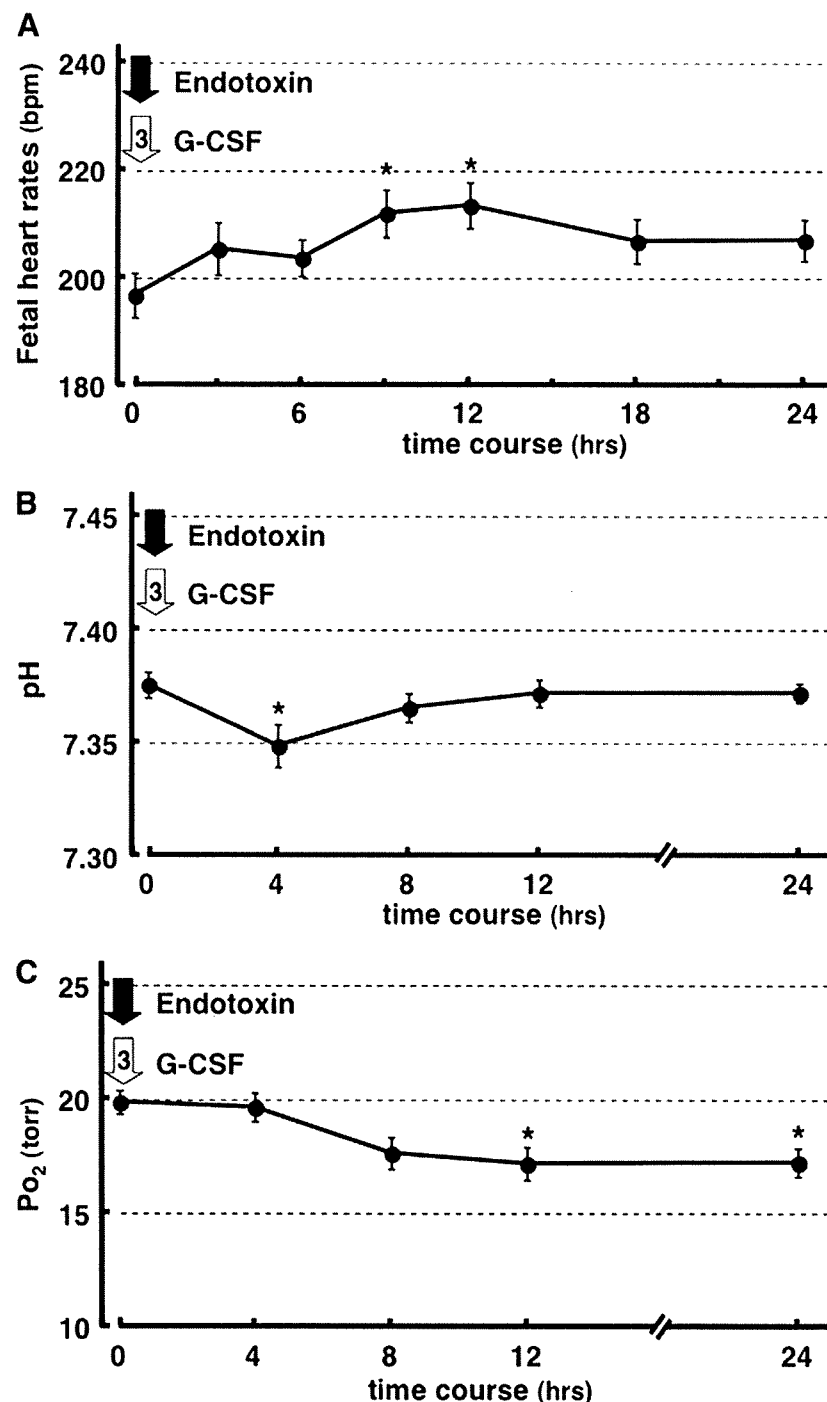 A
Fetal heart rates (bpm)
240
220
200
180
Endotoxin
3 G-CSF
* *
0 6 12 18 24
time course (hrs)
B
pH
7.45
7.40
7.35
7.30
Endotoxin
3 G-CSF
*
0 4 8 12 24
time course (hrs)
C
Po₂ (torr)
25
20
15
10
Endotoxin
3 G-CSF
* *
0 4 8 12 24
time course (hrs)